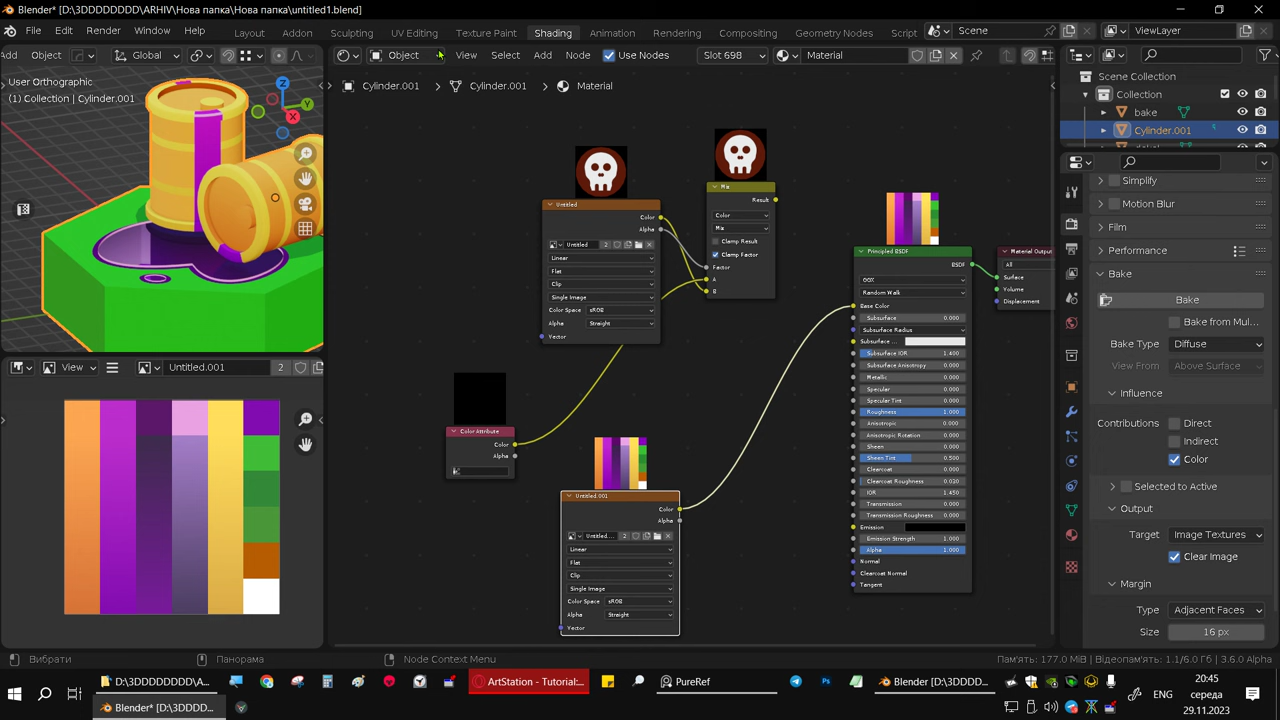 Blender* [D:\3DDDDDDDD\ARHIV\Нова папка\Нова папка\untitled1.blend]
File Edit Render Window Help Layout Sculpting UV Editing Texture Paint Shading Animation Rendering Compositing Geometry Nodes Scene ViewLayer
Add Object Global Object View Select Add Node Use Nodes Slot 698 Material
User Orthographic
(1) Collection | Cylinder.001
Z
Y
X
Cylinder.001 Cylinder.001 Material
Scene Collection
Collection
bake
Cylinder.001
Simplify
Motion Blur
Film
Performance
Bake
Bake
Bake from Mul...
Bake Type Diffuse
View From Above Surface
Influence
Contributions Direct
Indirect
Color
Selected to Active
Output
Target Image Textures
Clear Image
Margin
Type Adjacent Faces
Size 16 px
Untitled
Color
Alpha
Untitled 2
Linear
Flat
Clip
Single Image
Color Space sRGB
Alpha Straight
Vector
Mix
Result
Color
Mix
Clamp Result
Clamp Factor
Factor
A
B
Color Attribute
Color
Alpha
Untitled.001
Color
Alpha
Untitled.... 2
Linear
Flat
Clip
Single Image
Color Space sRGB
Alpha Straight
Vector
Principled BSDF
BSDF
GGX
Random Walk
Base Color
Subsurface 0.000
Subsurface Radius
Subsurface ...
Subsurface IOR 1.400
Subsurface Anisotropy 0.000
Metallic 0.000
Specular 0.000
Specular Tint 0.000
Roughness 1.000
Anisotropic 0.000
Anisotropic Rotation 0.000
Sheen 0.000
Sheen Tint 0.500
Clearcoat 0.000
Clearcoat Roughness 0.030
IOR 1.450
Transmission 0.000
Transmission Roughness 0.000
Emission
Emission Strength 1.000
Alpha 1.000
Normal
Clearcoat Normal
Tangent
Material Output
All
Surface
Volume
Displacement
View Untitled.001 2
Вибрати Панорама Node Context Menu Пам'ять: 177.0 MiB | Відеопам'ять: 1.1/6.0 Гб | 3.6.0 Alpha
D:\3DDDDDDDD\A... ArtStation - Tutorial:... PureRef Blender [D:\3DDDD...
Blender* [D:\3DDD...
ENG
20:45
середа
29.11.2023